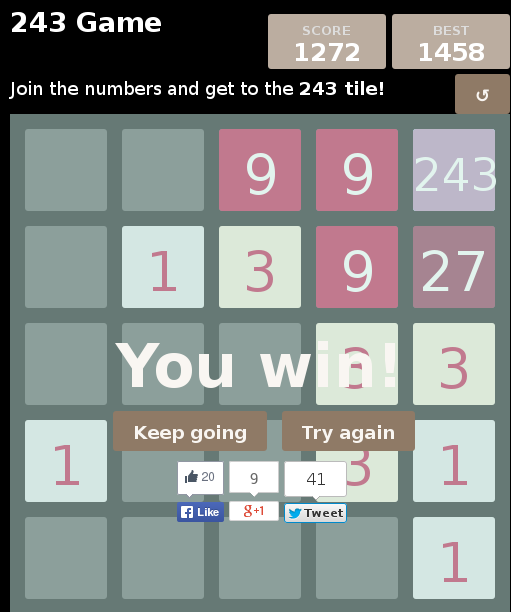 243 Game
SCORE
1272
BEST
1458
Join the numbers and get to the 243 tile!
↺
9 9 243
1 3 9 27
3 3
You win!
Keep going
Try again
1 3 1
20 9 41
Like g+1 Tweet
1